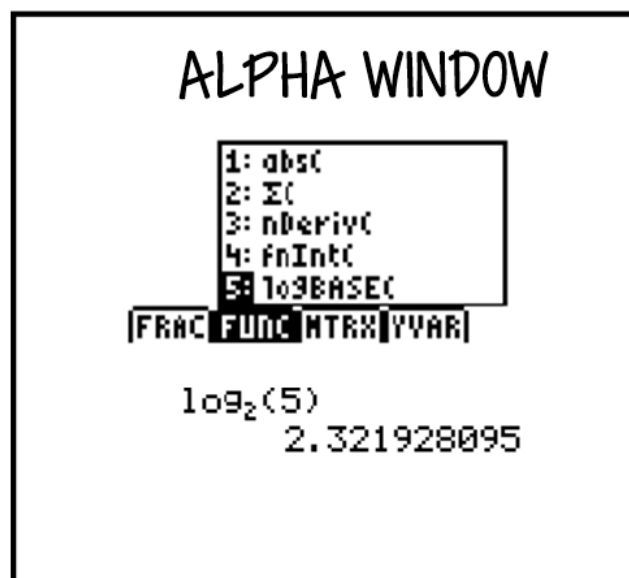 ALPHA WINDOW
1: abs(
2: Σ(
3: nDeriv(
4: fnInt(
5: logBASE(
FRAC FUNC MTRX YVAR
log₂(5)
2.321928095